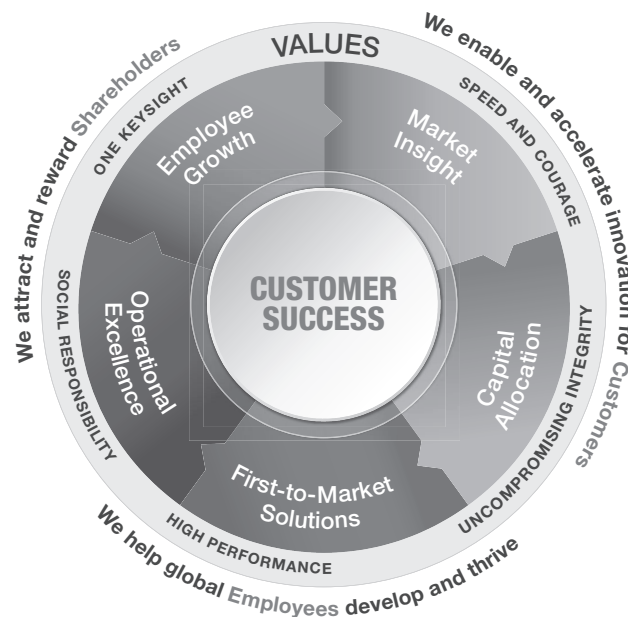 VALUES
ONE KEYSIGHT
SPEED AND COURAGE
UNCOMPROMISING INTEGRITY
HIGH PERFORMANCE
SOCIAL RESPONSIBILITY
Employee
Growth
Market
Insight
Capital
Allocation
First-to-Market
Solutions
Operational
Excellence
CUSTOMER
SUCCESS
We attract and reward Shareholders
We enable and accelerate innovation for Customers
We help global Employees develop and thrive